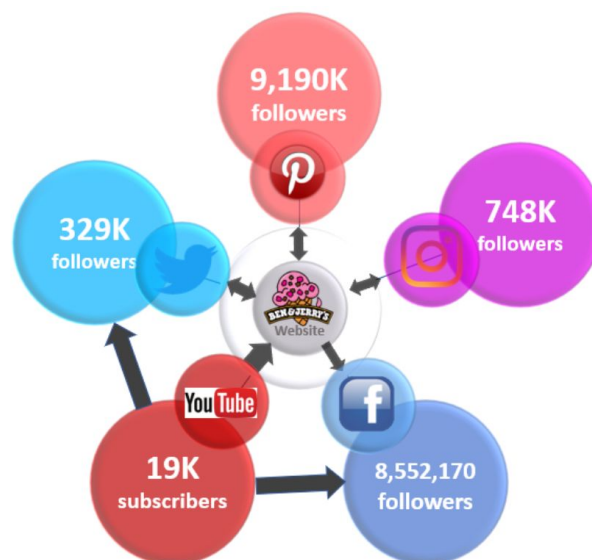 9,190K
followers
329K
followers
748K
followers
BEN & JERRY'S
Website
YouTube
19K
subscribers
8,552,170
followers